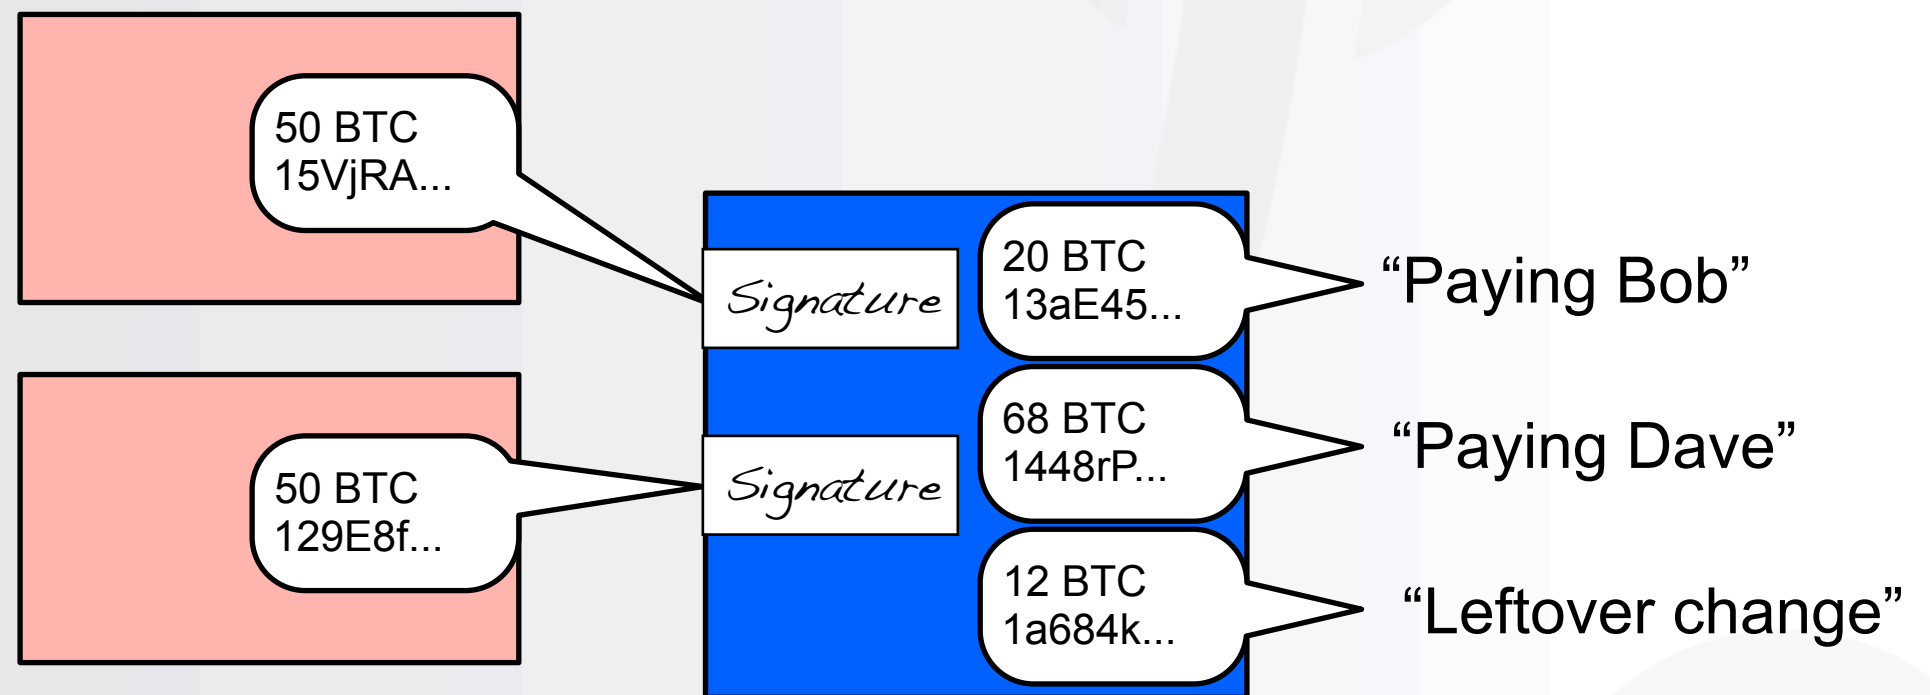 50 BTC
15VjRA...
50 BTC
129E8f...
Signature
Signature
20 BTC
13aE45...
“Paying Bob”
68 BTC
1448rP...
“Paying Dave”
12 BTC
1a684k...
“Leftover change”